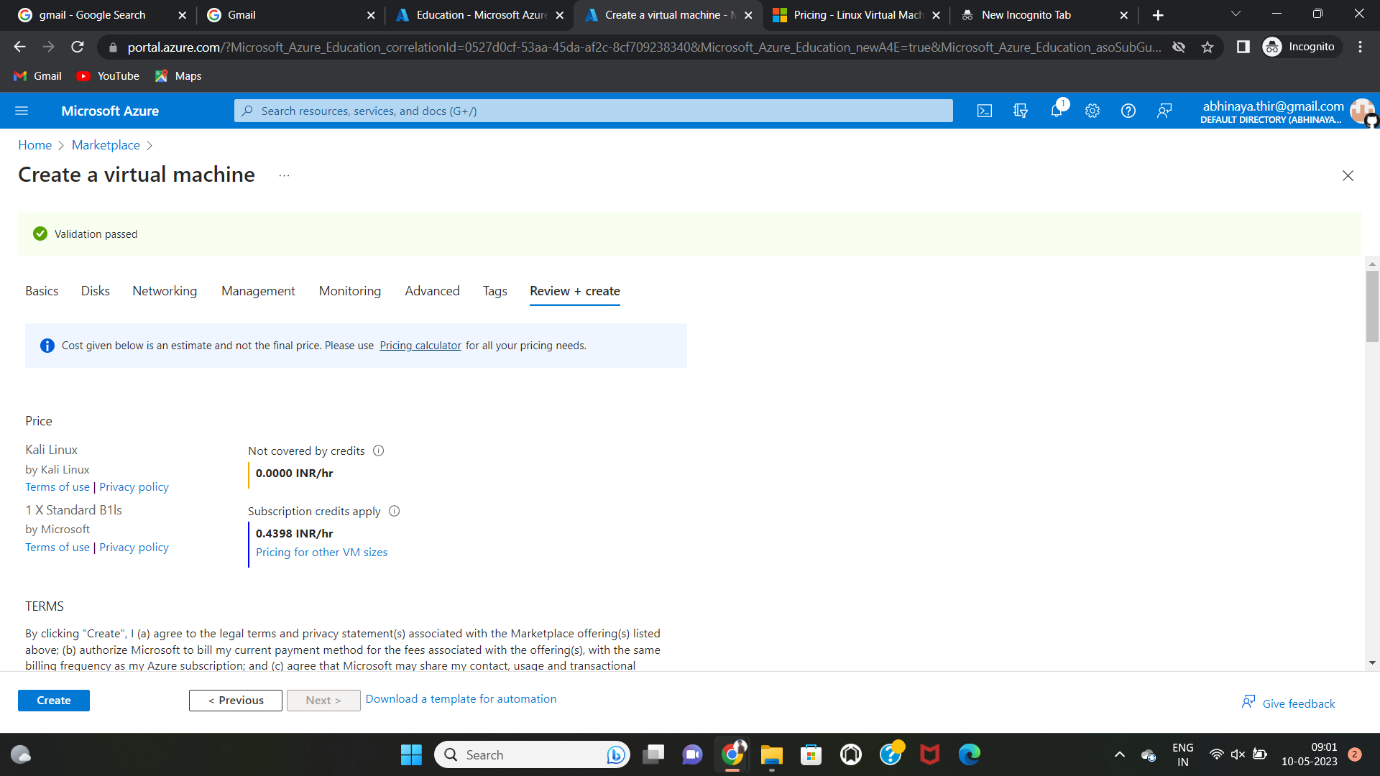 gmail - Google Search
Gmail
Education - Microsoft Azure
Create a virtual machine - M
Pricing - Linux Virtual Mach
New Incognito Tab
portal.azure.com/?Microsoft_Azure_Education_correlationId=0527d0cf-53aa-45da-af2c-8cf709238340&Microsoft_Azure_Education_newA4E=true&Microsoft_Azure_Education_asoSubGu...
Incognito
Gmail
YouTube
Maps
Microsoft Azure
Search resources, services, and docs (G+/)
1
abhinaya.thir@gmail.com
DEFAULT DIRECTORY (ABHINAYA...
Home > Marketplace >
Create a virtual machine
...
Validation passed
Basics Disks Networking Management Monitoring Advanced Tags Review + create
Cost given below is an estimate and not the final price. Please use Pricing calculator for all your pricing needs.
Price
Kali Linux
by Kali Linux
Terms of use | Privacy policy
Not covered by credits
0.0000 INR/hr
1 X Standard B1ls
by Microsoft
Terms of use | Privacy policy
Subscription credits apply
0.4398 INR/hr
Pricing for other VM sizes
TERMS
By clicking "Create", I (a) agree to the legal terms and privacy statement(s) associated with the Marketplace offering(s) listed
above; (b) authorize Microsoft to bill my current payment method for the fees associated with the offering(s), with the same
billing frequency as my Azure subscription; and (c) agree that Microsoft may share my contact, usage and transactional
Create
< Previous
Next >
Download a template for automation
Give feedback
Search
ENG
IN
09:01
10-05-2023
2